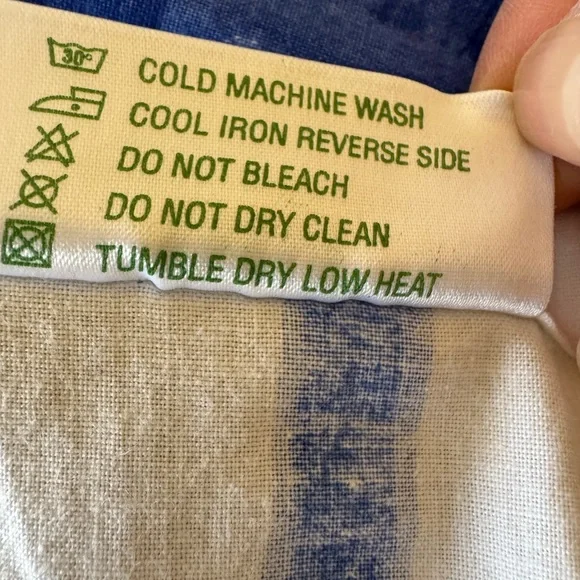 30° COLD MACHINE WASH
COOL IRON REVERSE SIDE
DO NOT BLEACH
DO NOT DRY CLEAN
TUMBLE DRY LOW HEAT